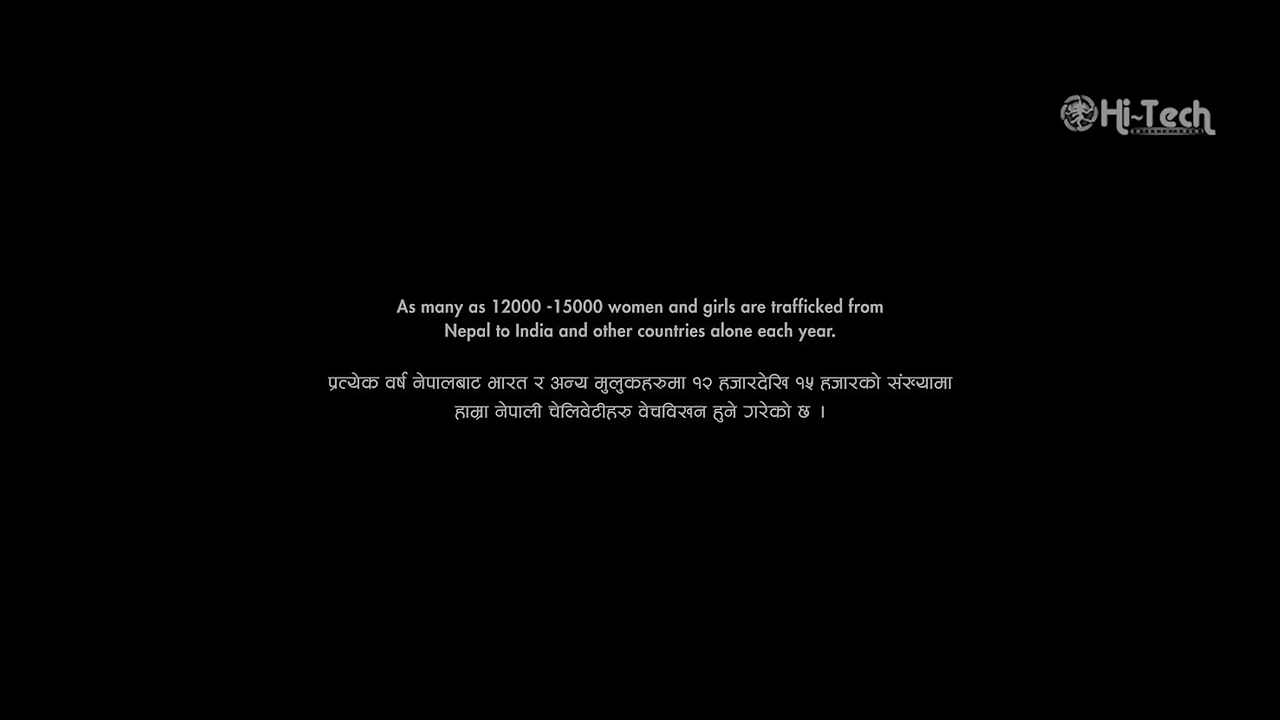 Hi-Tech
As many as 12000 -15000 women and girls are trafficked from
Nepal to India and other countries alone each year.
प्रत्येक वर्ष नेपालबाट भारत र अन्य मुलुकहरुमा १२ हजारदेखि १५ हजारको संख्यामा
हाम्रा नेपाली चेलिवेटीहरु वेचविखन हुने गरेको छ ।